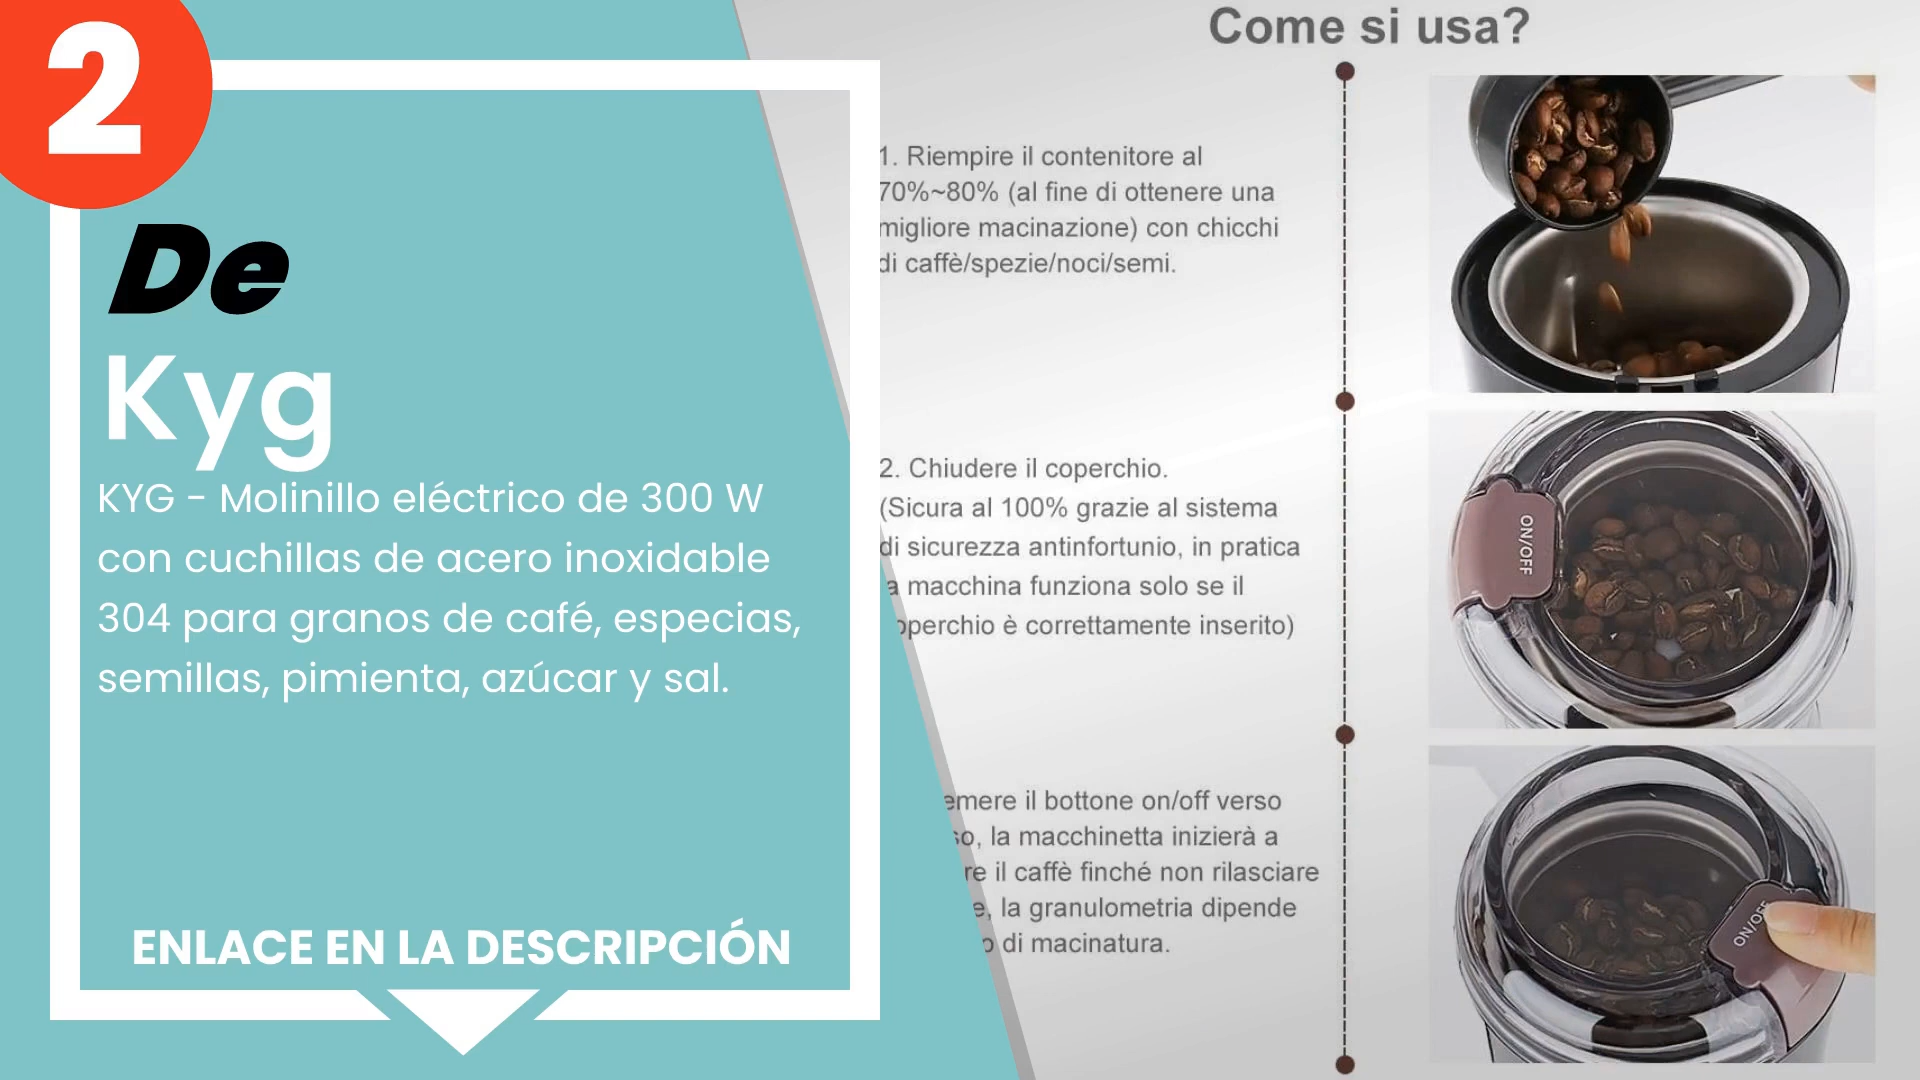 2
De
Kyg
KYG - Molinillo eléctrico de 300 W
con cuchillas de acero inoxidable
304 para granos de café, especias,
semillas, pimienta, azúcar y sal.
ENLACE EN LA DESCRIPCIÓN
Come si usa?
1. Riempire il contenitore al
70%~80% (al fine di ottenere una
migliore macinazione) con chicchi
di caffè/spezie/noci/semi.
2. Chiudere il coperchio.
(Sicura al 100% grazie al sistema
di sicurezza antinfortunio, in pratica
macchina funziona solo se il
è correttamente inserito)
il bottone on/off verso
la macchinetta inizierà a
il caffè finché non rilasciare
la granulometria dipende
di macinatura.
ON/OFF
ON/OFF